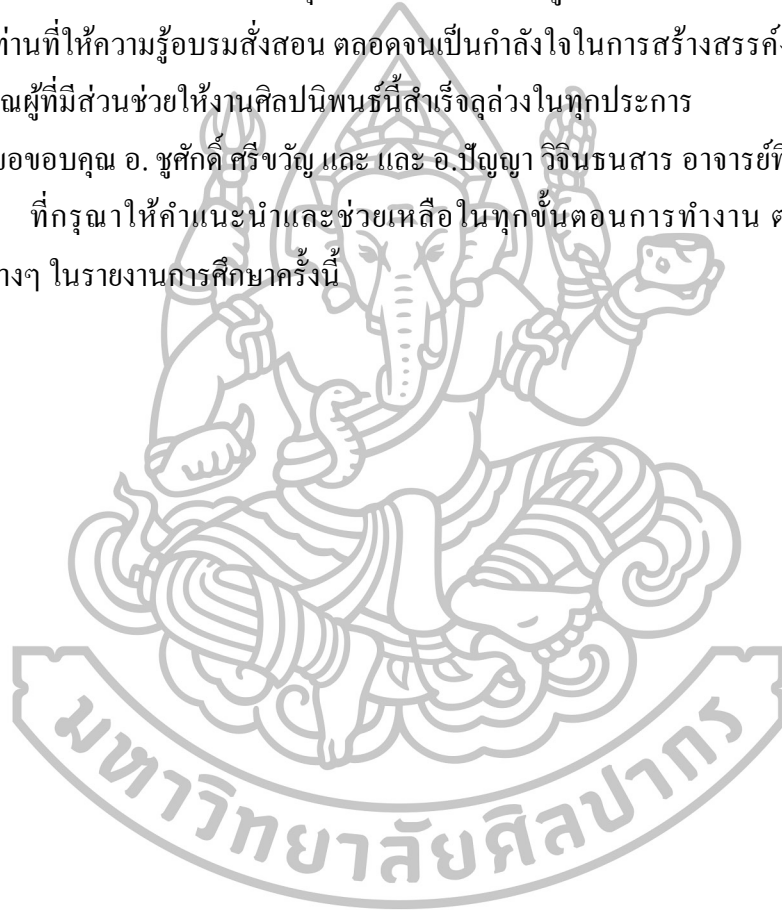 ท่านที่ให้ความรู้อบรมสั่งสอน ตลอดจนเป็นกำลังใจในการสร้างสรรค์
ณผู้ที่มีส่วนช่วยให้งานศิลปนิพนธ์นี้สำเร็จลุล่วงในทุกประการ
ขอขอบคุณ อ. ชูศักดิ์ ศรีขวัญ และ และ อ.ปัญญา วิจินธนสาร อาจารย์ที่
ที่กรุณาให้คำแนะนำและช่วยเหลือในทุกขั้นตอนการทำงาน ต
างๆ ในรายงานการศึกษาครั้งนี้
มหาวิทยาลัยศิลปากร